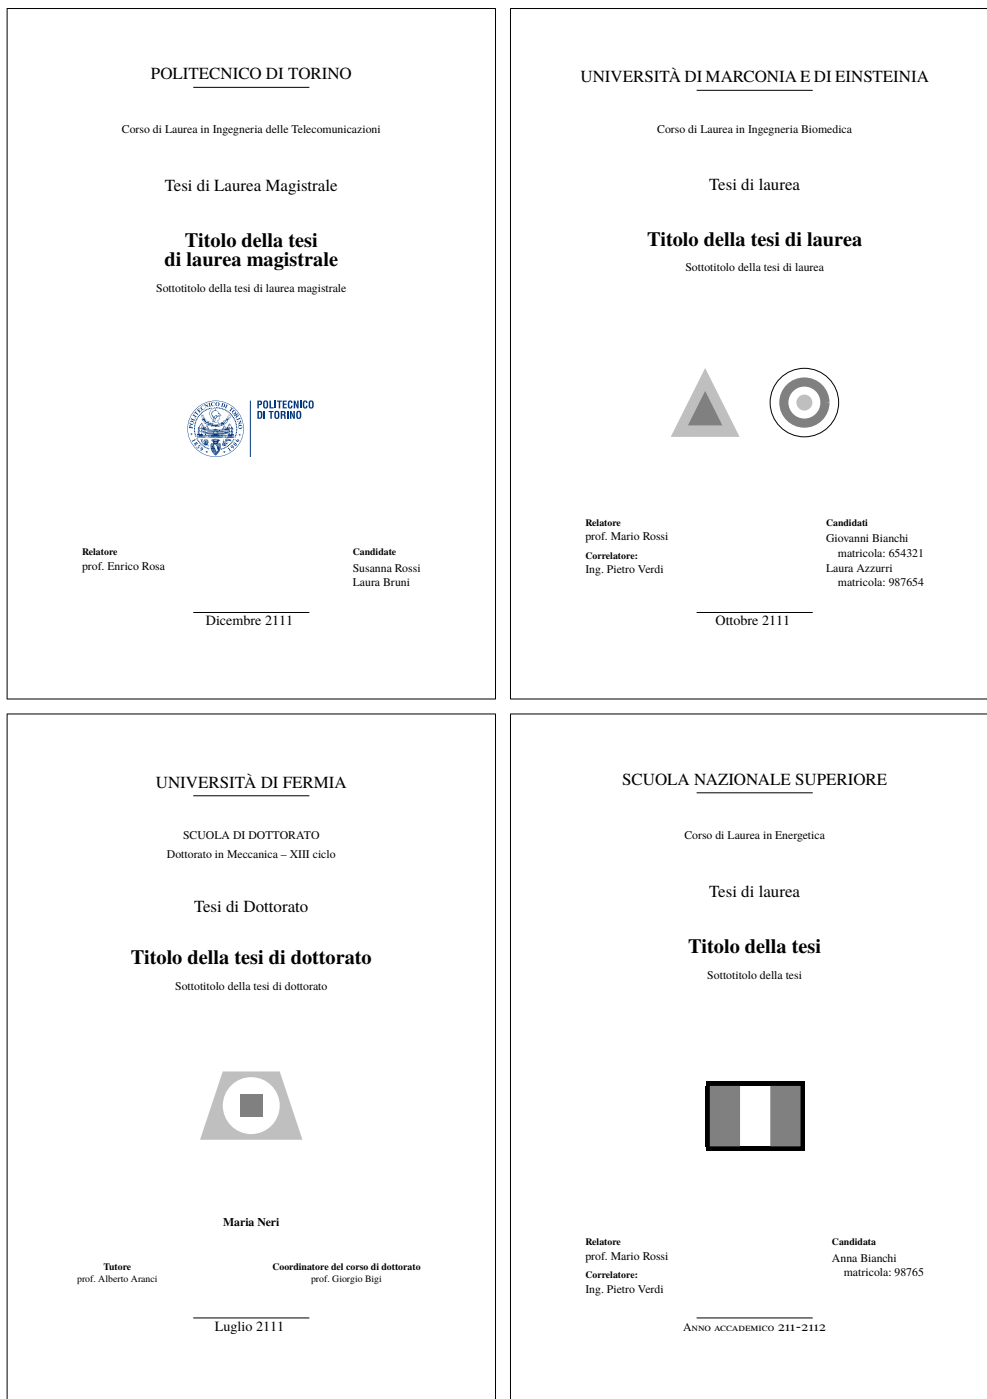 POLITECNICO DI TORINO
Corso di Laurea in Ingegneria delle Telecomunicazioni
Tesi di Laurea Magistrale
Titolo della tesi
di laurea magistrale
Sottotitolo della tesi di laurea magistrale
POLITECNICO DI TORINO
1859
1906
POLITECNICO
DI TORINO
Relatore
prof. Enrico Rosa
Candidate
Susanna Rossi
Laura Bruni
Dicembre 2111
UNIVERSITÀ DI MARCONIA E DI EINSTEINIA
Corso di Laurea in Ingegneria Biomedica
Tesi di laurea
Titolo della tesi di laurea
Sottotitolo della tesi di laurea
Relatore
prof. Mario Rossi
Correlatore:
Ing. Pietro Verdi
Candidati
Giovanni Bianchi
matricola: 654321
Laura Azzurri
matricola: 987654
Ottobre 2111
UNIVERSITÀ DI FERMIA
SCUOLA DI DOTTORATO
Dottorato in Meccanica – XIII ciclo
Tesi di Dottorato
Titolo della tesi di dottorato
Sottotitolo della tesi di dottorato
Maria Neri
Tutore
prof. Alberto Aranci
Coordinatore del corso di dottorato
prof. Giorgio Bigi
Luglio 2111
SCUOLA NAZIONALE SUPERIORE
Corso di Laurea in Energetica
Tesi di laurea
Titolo della tesi
Sottotitolo della tesi
Relatore
prof. Mario Rossi
Correlatore:
Ing. Pietro Verdi
Candidata
Anna Bianchi
matricola: 98765
Anno accademico 211-2112